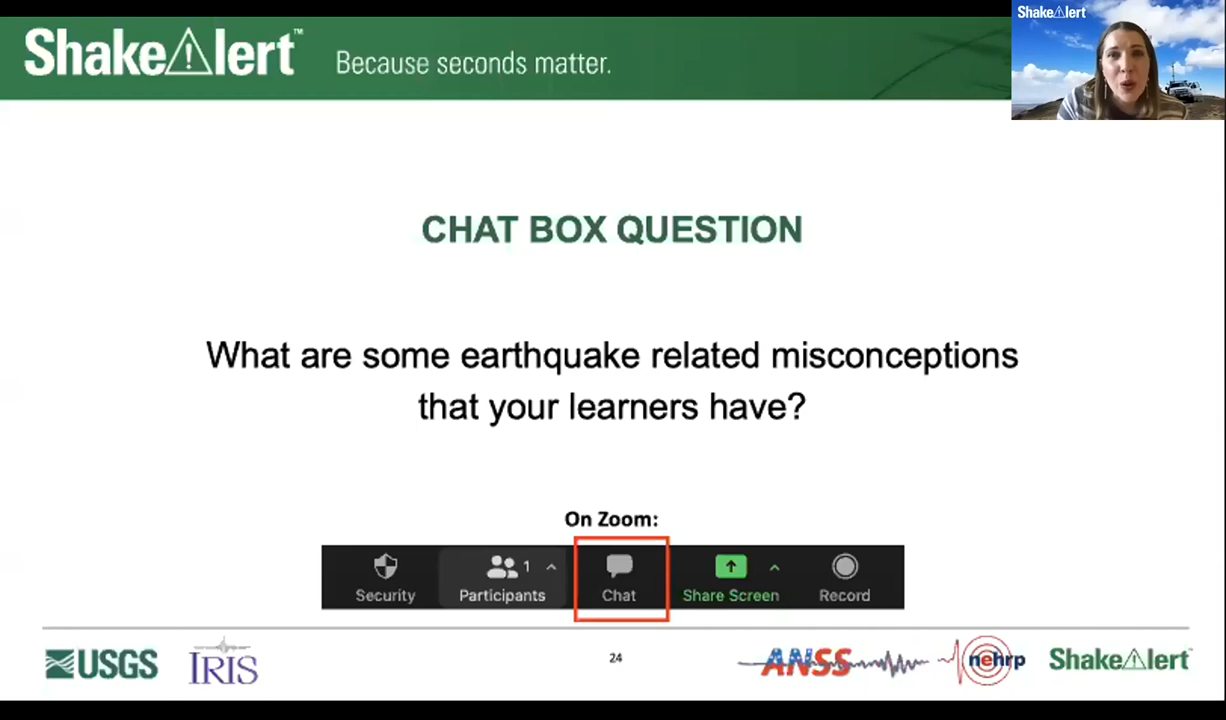 ShakeAlert™ Because seconds matter.
ShakeAlert
CHAT BOX QUESTION
What are some earthquake related misconceptions
that your learners have?
On Zoom:
1
Security Participants Chat Share Screen Record
USGS IRIS 24 ANSS nehrp ShakeAlert